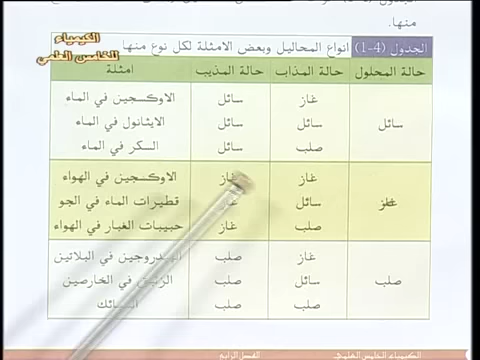 منها.
الكيمياء
للخامس العلمي
الجدول (4-1) انواع المحاليل وبعض الامثلة لكل نوع منها
حالة المحلول حالة المذاب حالة المذيب امثلة
غاز سائل الاوكسجين في الماء
سائل سائل سائل الايثانول في الماء
صلب سائل السكر في الماء
غاز غاز الاوكسجين في الهواء
غاز سائل غاز قطيرات الماء في الجو
صلب غاز حبيبات الغبار في الهواء
غاز صلب الهيدروجين في البلاتين
صلب سائل صلب الزئبق في الخارصين
صلب صلب
الفصل الرابع